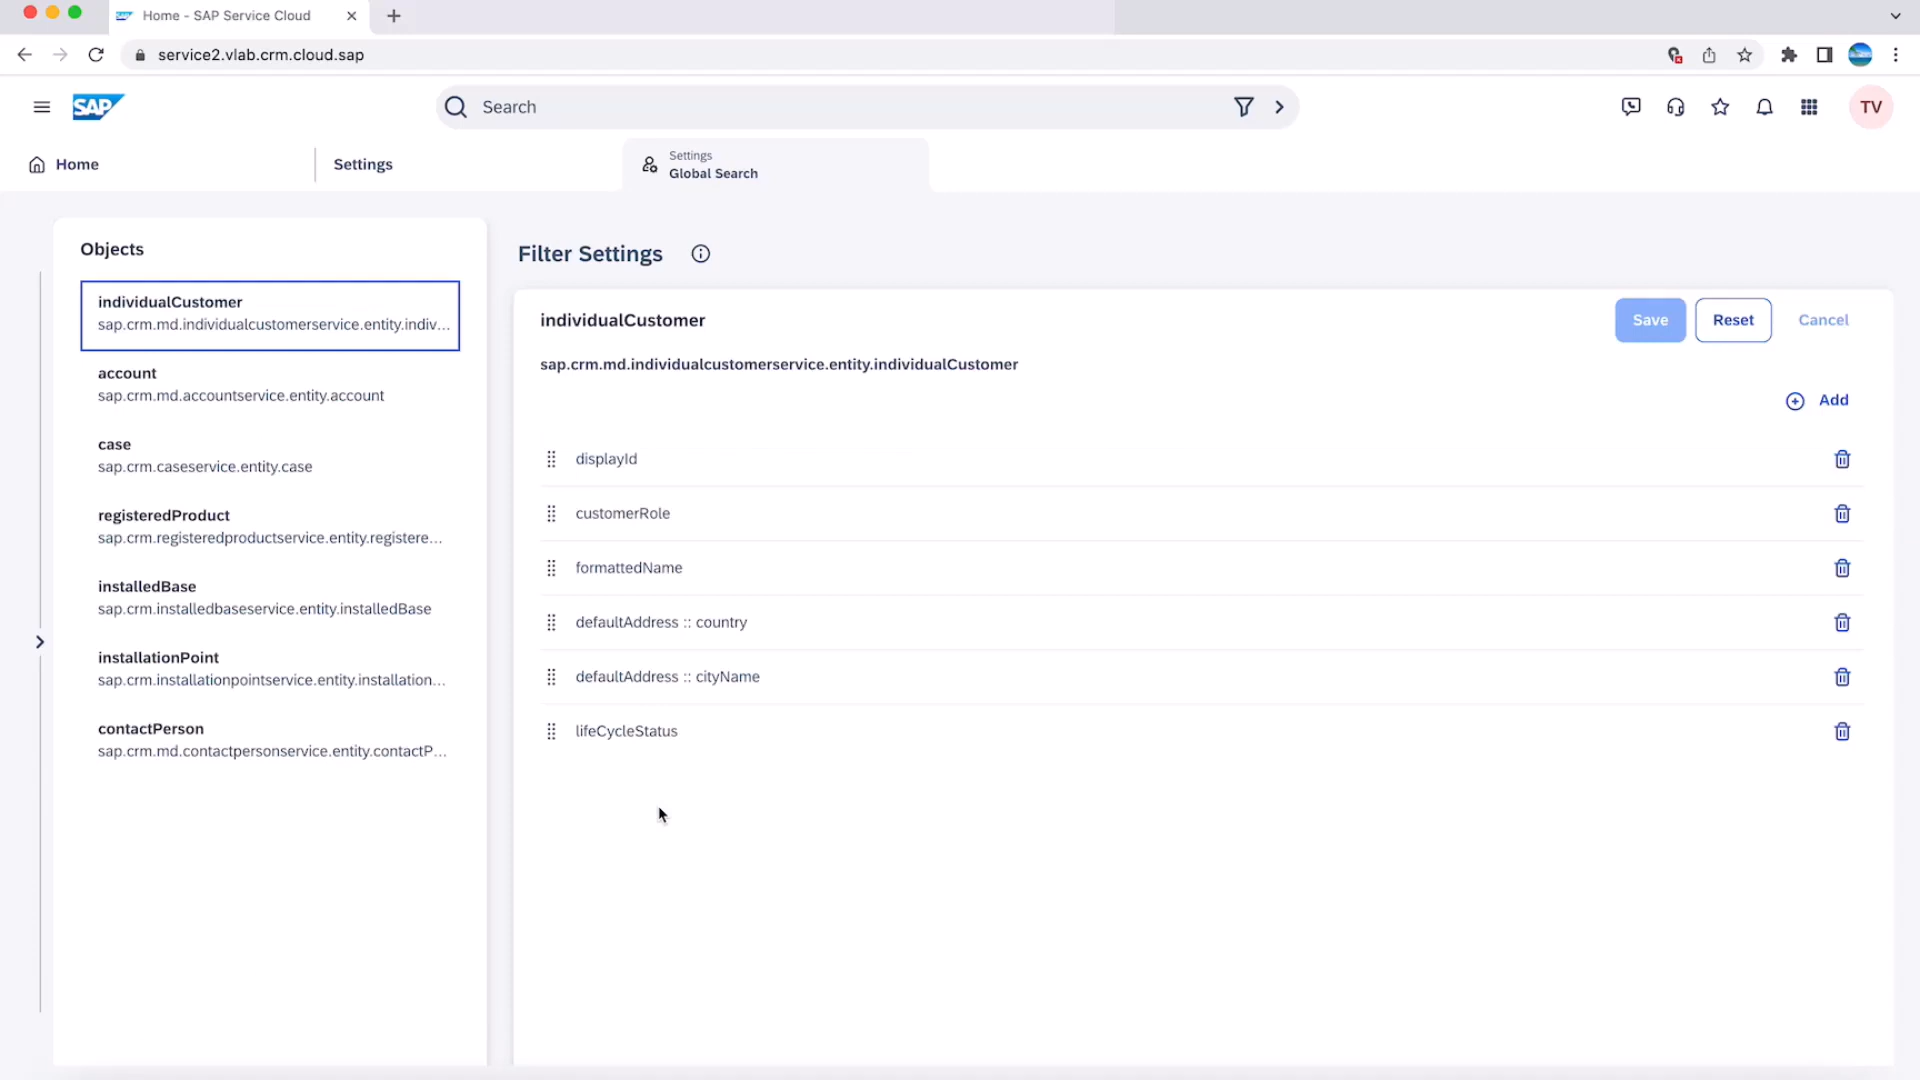 Home - SAP Service Cloud
service2.vlab.crm.cloud.sap
SAP
Search
TV
Home
Settings
Settings
Global Search
Objects
individualCustomer
sap.crm.md.individualcustomerservice.entity.indiv...
account
sap.crm.md.accountservice.entity.account
case
sap.crm.caseservice.entity.case
registeredProduct
sap.crm.registeredproductservice.entity.registere...
installedBase
sap.crm.installedbaseservice.entity.installedBase
installationPoint
sap.crm.installationpointservice.entity.installation...
contactPerson
sap.crm.md.contactpersonservice.entity.contactP...
Filter Settings
individualCustomer
Save
Reset
Cancel
sap.crm.md.individualcustomerservice.entity.individualCustomer
Add
displayId
customerRole
formattedName
defaultAddress :: country
defaultAddress :: cityName
lifeCycleStatus